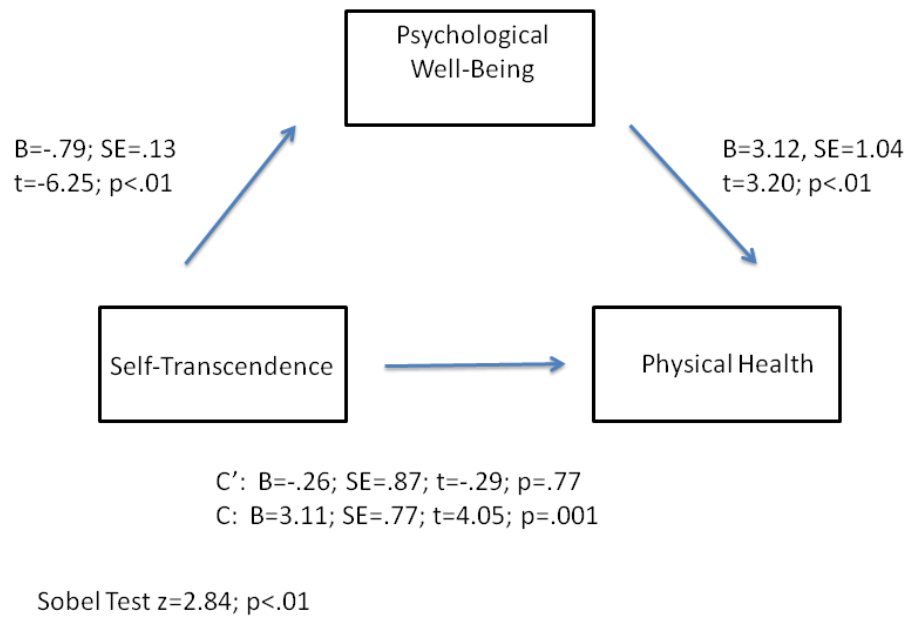 Psychological
Well-Being
B=-.79; SE=.13
t=-6.25; p<.01
B=3.12, SE=1.04
t=3.20; p<.01
Self-Transcendence
Physical Health
C’: B=-.26; SE=.87; t=-.29; p=.77
C: B=3.11; SE=.77; t=4.05; p=.001
Sobel Test z=2.84; p<.01